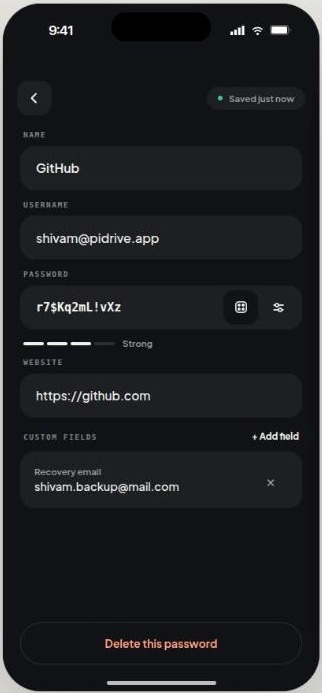 9:41
Saved just now
NAME
GitHub
USERNAME
shivam@pidrive.app
PASSWORD
r7$Kq2mL!vXz
Strong
WEBSITE
https://github.com
CUSTOM FIELDS + Add field
Recovery email
shivam.backup@mail.com
Delete this password